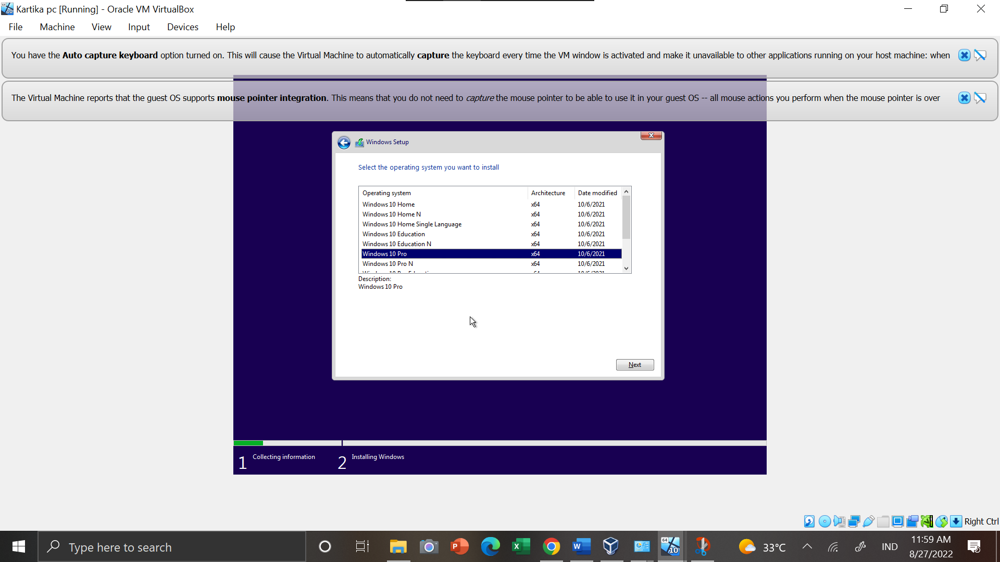 Kartika pc [Running] - Oracle VM VirtualBox
File Machine View Input Devices Help
You have the Auto capture keyboard option turned on. This will cause the Virtual Machine to automatically capture the keyboard every time the VM window is activated and make it unavailable to other applications running on your host machine: when
The Virtual Machine reports that the guest OS supports mouse pointer integration. This means that you do not need to capture the mouse pointer to be able to use it in your guest OS -- all mouse actions you perform when the mouse pointer is over
Windows Setup
Select the operating system you want to install
Operating system Architecture Date modified
Windows 10 Home x64 10/6/2021
Windows 10 Home N x64 10/6/2021
Windows 10 Home Single Language x64 10/6/2021
Windows 10 Education x64 10/6/2021
Windows 10 Education N x64 10/6/2021
Windows 10 Pro x64 10/6/2021
Windows 10 Pro N x64 10/6/2021
Description:
Windows 10 Pro
Next
1 Collecting information 2 Installing Windows
Right Ctrl
Type here to search
33°C
IND
11:59 AM
8/27/2022